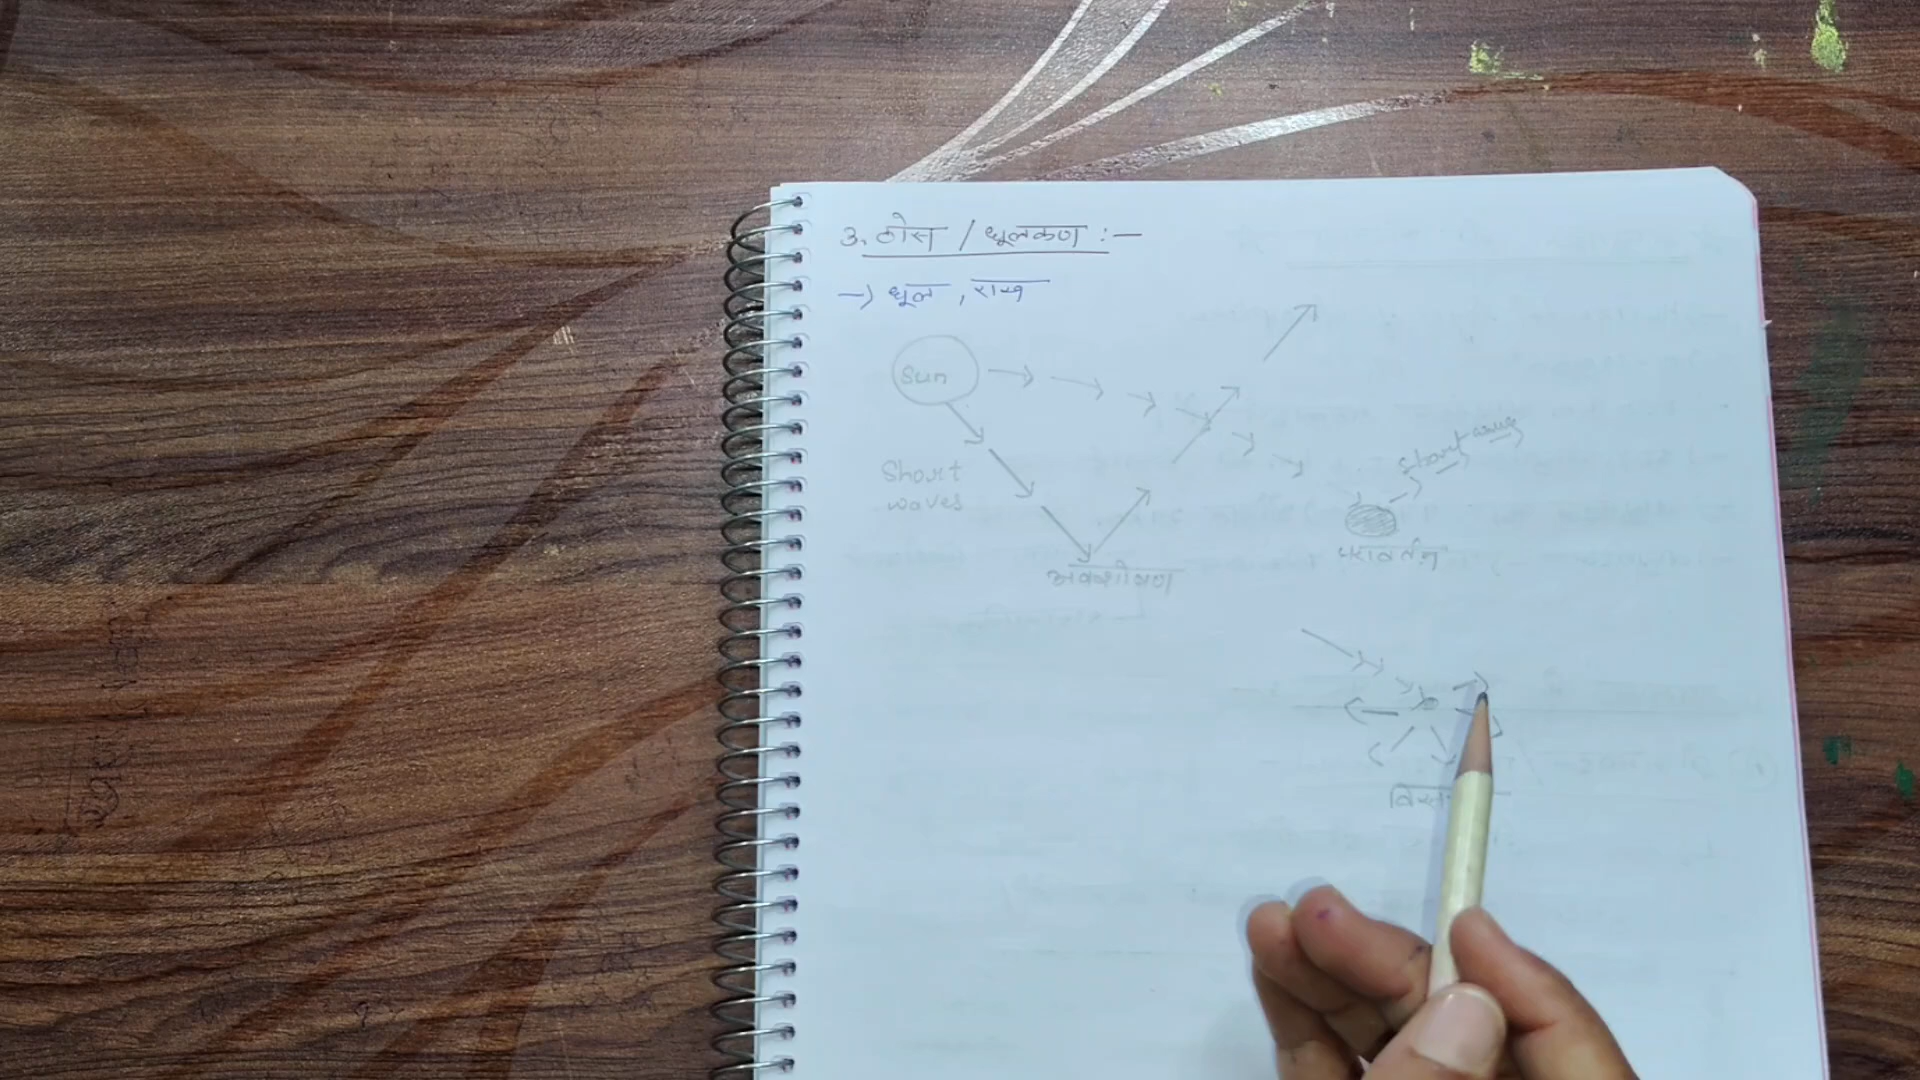 3. ठोस / धूलकण :-
→ धूल, राख
Sun
Short
waves
short waves
परावर्तन
अवशोषण